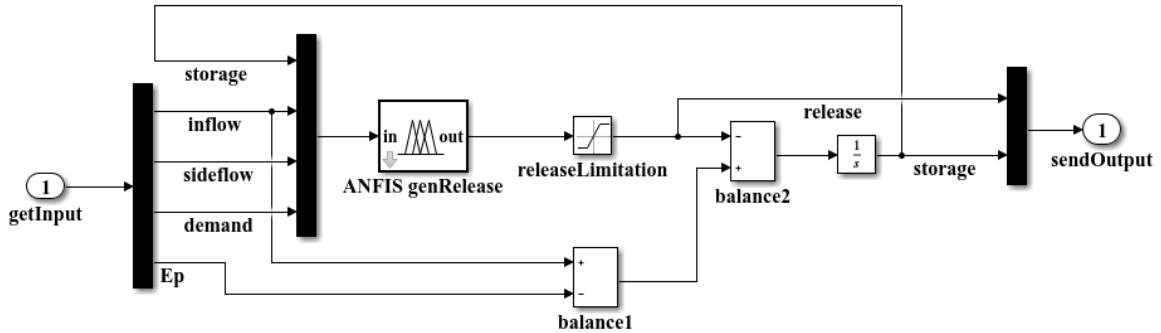 storage
inflow
sideflow
demand
Ep
1
getInput
in out
ANFIS genRelease
releaseLimitation
+
−
balance1
−
+
balance2
1
s
release
storage
1
sendOutput